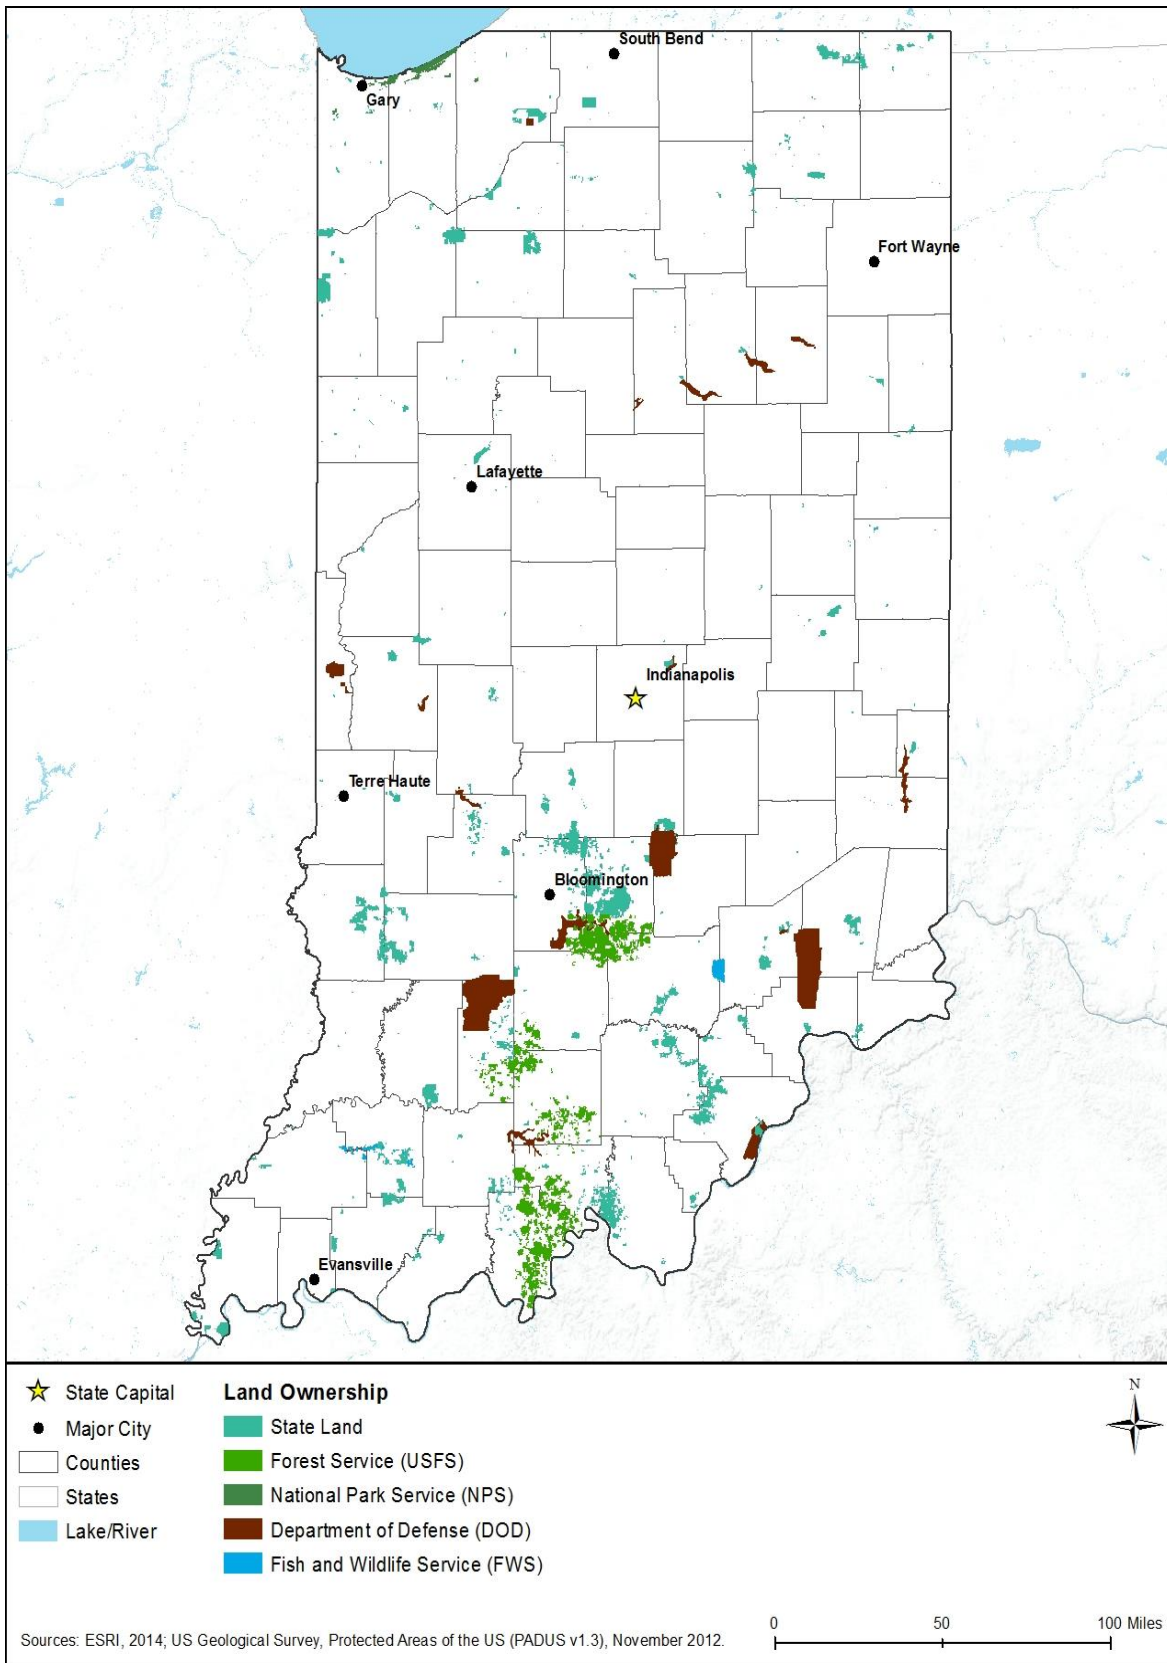 South Bend
Gary
Fort Wayne
Lafayette
Indianapolis
Terre Haute
Bloomington
Evansville
State Capital
Major City
Counties
States
Lake/River
Land Ownership
State Land
Forest Service (USFS)
National Park Service (NPS)
Department of Defense (DOD)
Fish and Wildlife Service (FWS)
N
0 50 100 Miles
Sources: ESRI, 2014; US Geological Survey, Protected Areas of the US (PADUS v1.3), November 2012.